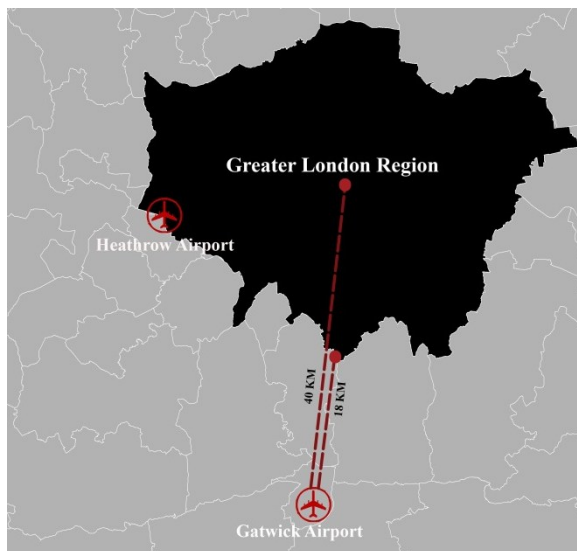 Greater London Region
Heathrow Airport
40 KM
18 KM
Gatwick Airport